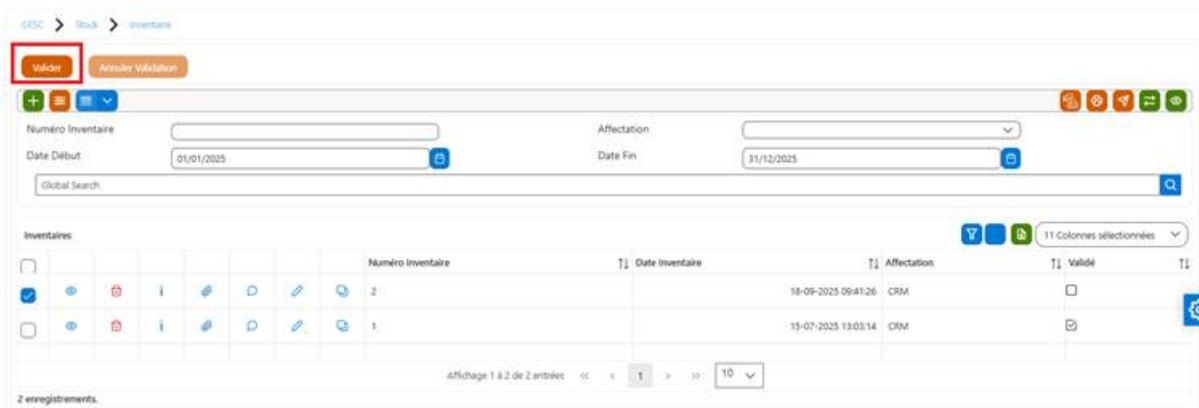 GESC > Stock > Inventaire
Valider Annuler Validation
Numéro Inventaire Affectation
Date Début 01/01/2025 Date Fin 31/12/2025
Global Search
Inventaires 11 Colonnes sélectionnées
Numéro Inventaire Date Inventaire Affectation Validé
2 18-09-2025 09:41:26 CRM
1 15-07-2025 13:03:14 CRM
Affichage 1 à 2 de 2 entrées << < 1 > >> 10
2 enregistrements.